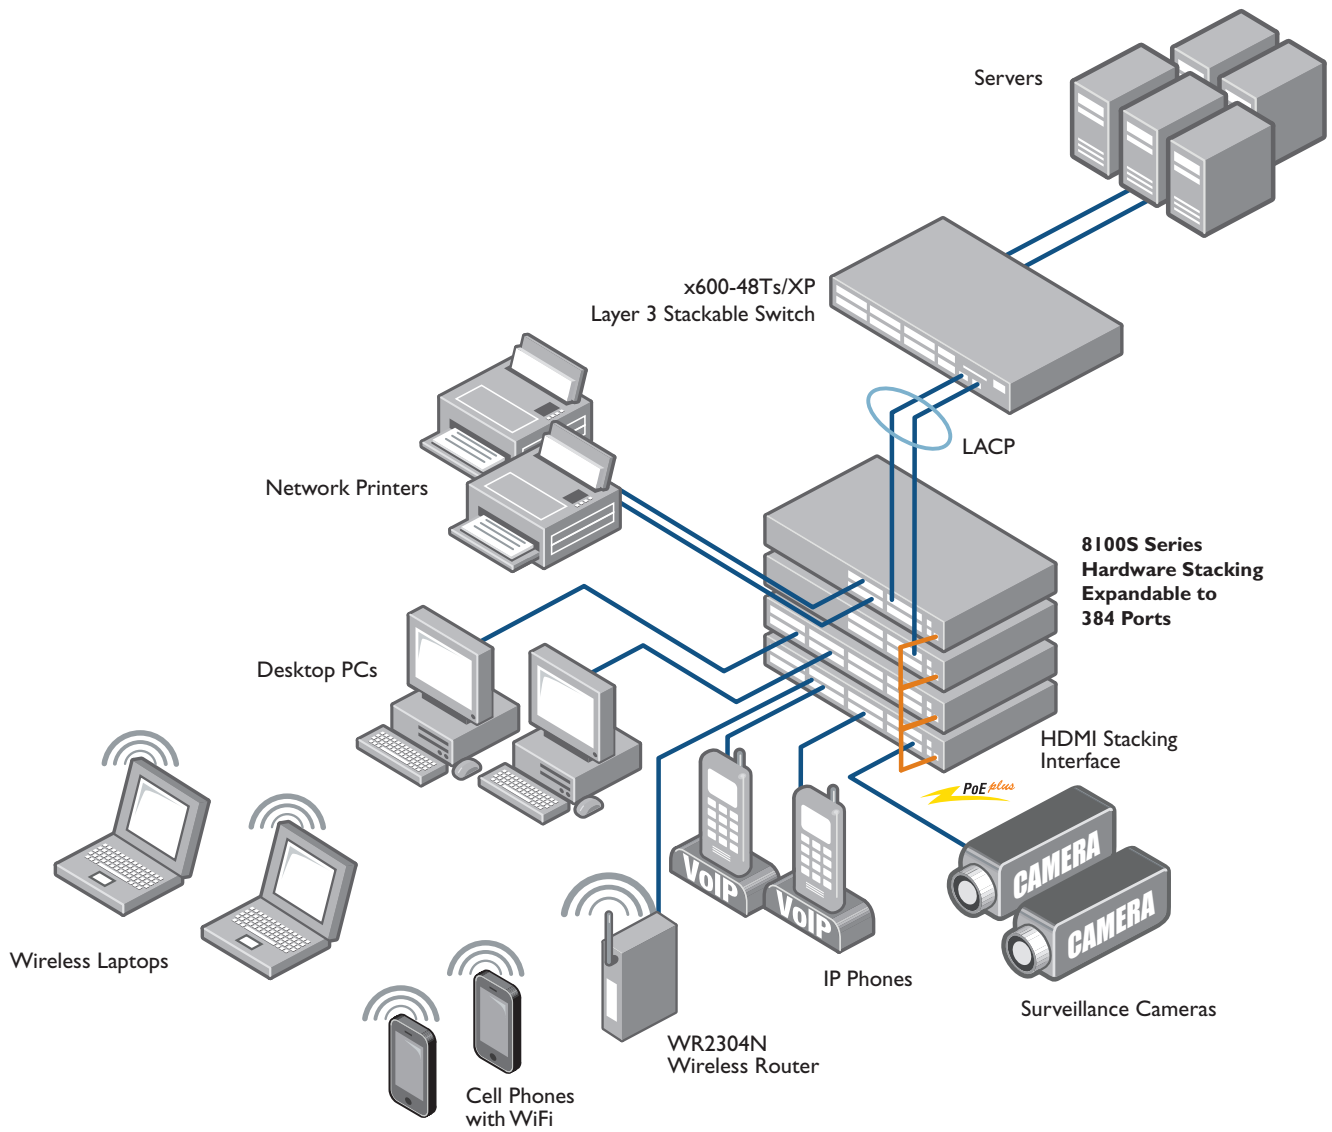 Servers
x600-48Ts/XP
Layer 3 Stackable Switch
LACP
Network Printers
8100S Series
Hardware Stacking
Expandable to
384 Ports
Desktop PCs
HDMI Stacking
Interface
PoE plus
CAMERA
CAMERA
VoIP
VoIP
Wireless Laptops
IP Phones
Surveillance Cameras
WR2304N
Wireless Router
Cell Phones
with WiFi